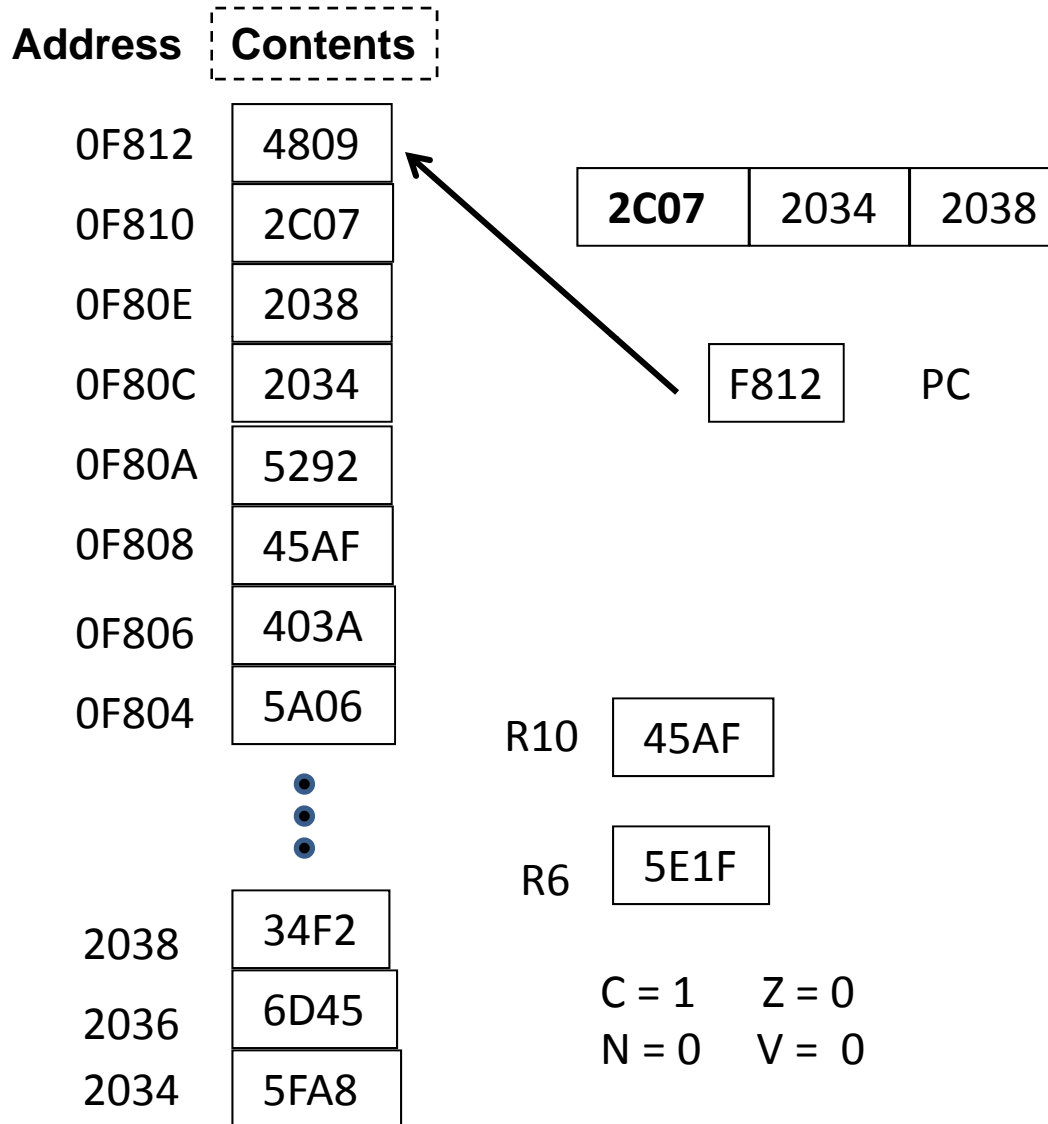 Address Contents
0F812 4809
0F810 2C07 2C07 2034 2038
0F80E 2038
0F80C 2034 F812 PC
0F80A 5292
0F808 45AF
0F806 403A
0F804 5A06
R10 45AF
R6 5E1F
2038 34F2
2036 6D45 C = 1 Z = 0
N = 0 V = 0
2034 5FA8